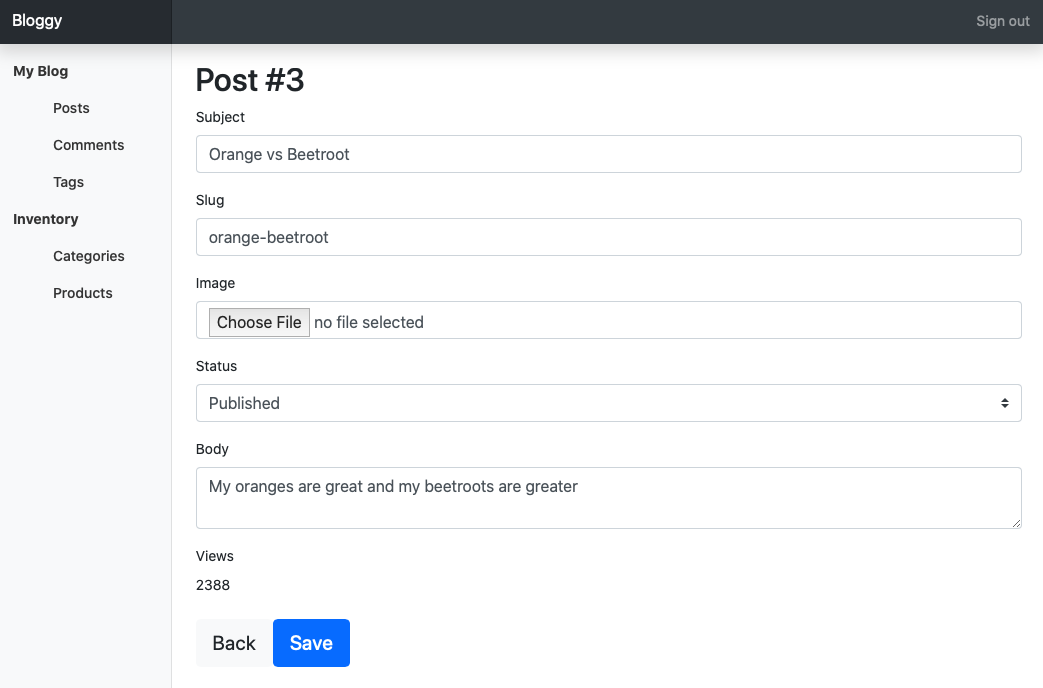 Bloggy
Sign out
My Blog
Posts
Comments
Tags
Inventory
Categories
Products
Post #3
Subject
Orange vs Beetroot
Slug
orange-beetroot
Image
Choose File no file selected
Status
Published
Body
My oranges are great and my beetroots are greater
Views
2388
Back Save